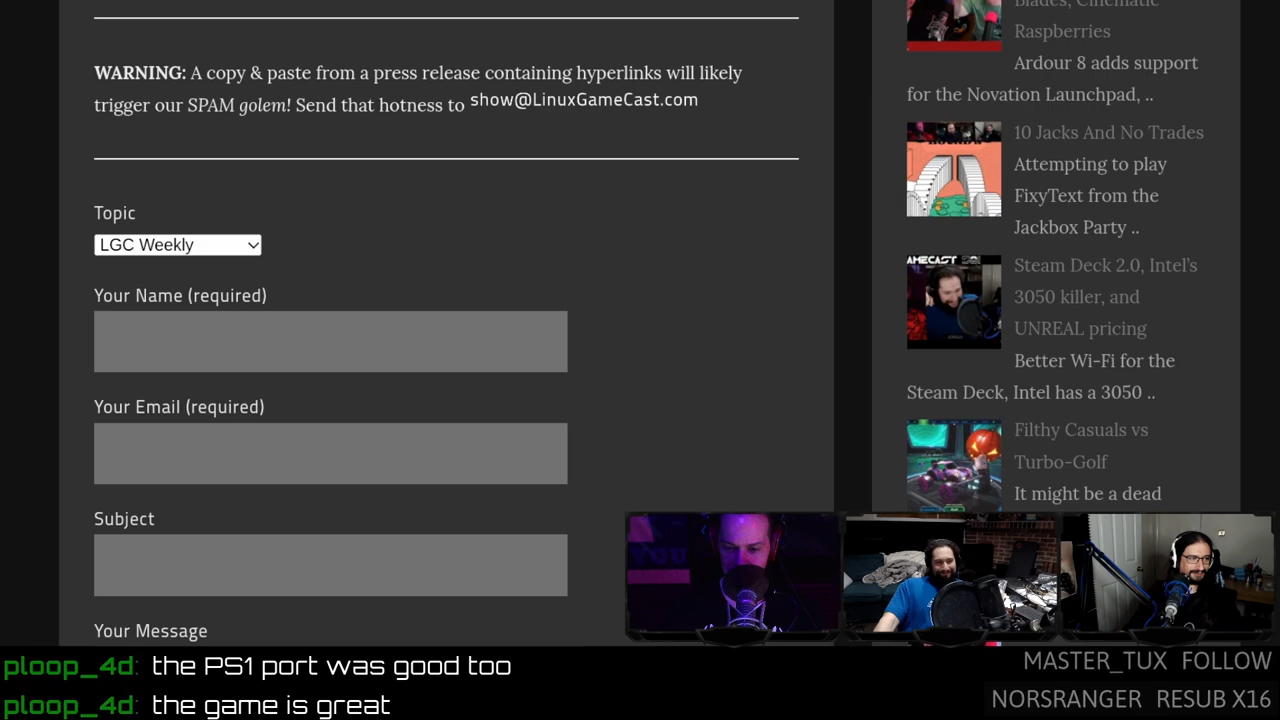 WARNING: A copy & paste from a press release containing hyperlinks will likely
trigger our SPAM golem! Send that hotness to show@LinuxGameCast.com
Topic
LGC Weekly
Your Name (required)
Your Email (required)
Subject
Your Message
Blades, Cinematic
Raspberries
Ardour 8 adds support
for the Novation Launchpad, ..
10 Jacks And No Trades
Attempting to play
FixyText from the
Jackbox Party ..
AMECAST
Steam Deck 2.0, Intel’s
3050 killer, and
UNREAL pricing
Better Wi-Fi for the
Steam Deck, Intel has a 3050 ..
Filthy Casuals vs
Turbo-Golf
It might be a dead
YOU
ploop_4d: the PS1 port was good too
ploop_4d: the game is great
MASTER_TUX FOLLOW
NORSRANGER RESUB X16